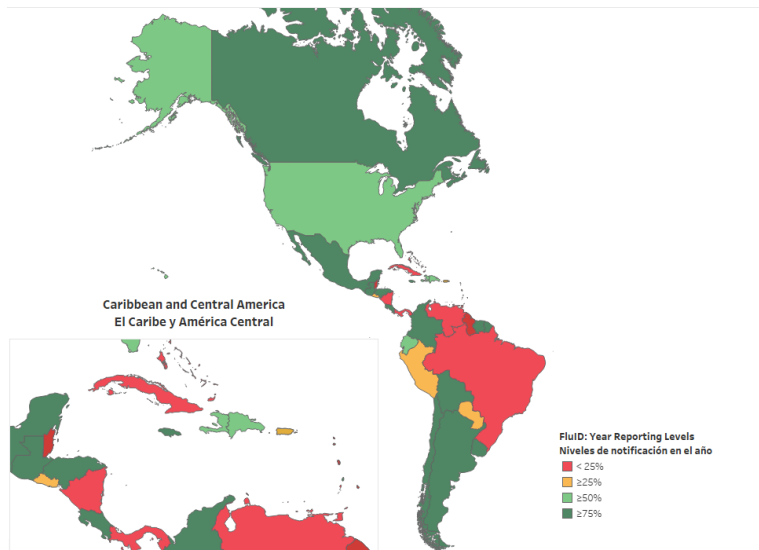 Caribbean and Central America
El Caribe y América Central
FluID: Year Reporting Levels
Niveles de notificación en el año
< 25%
≥25%
≥50%
≥75%